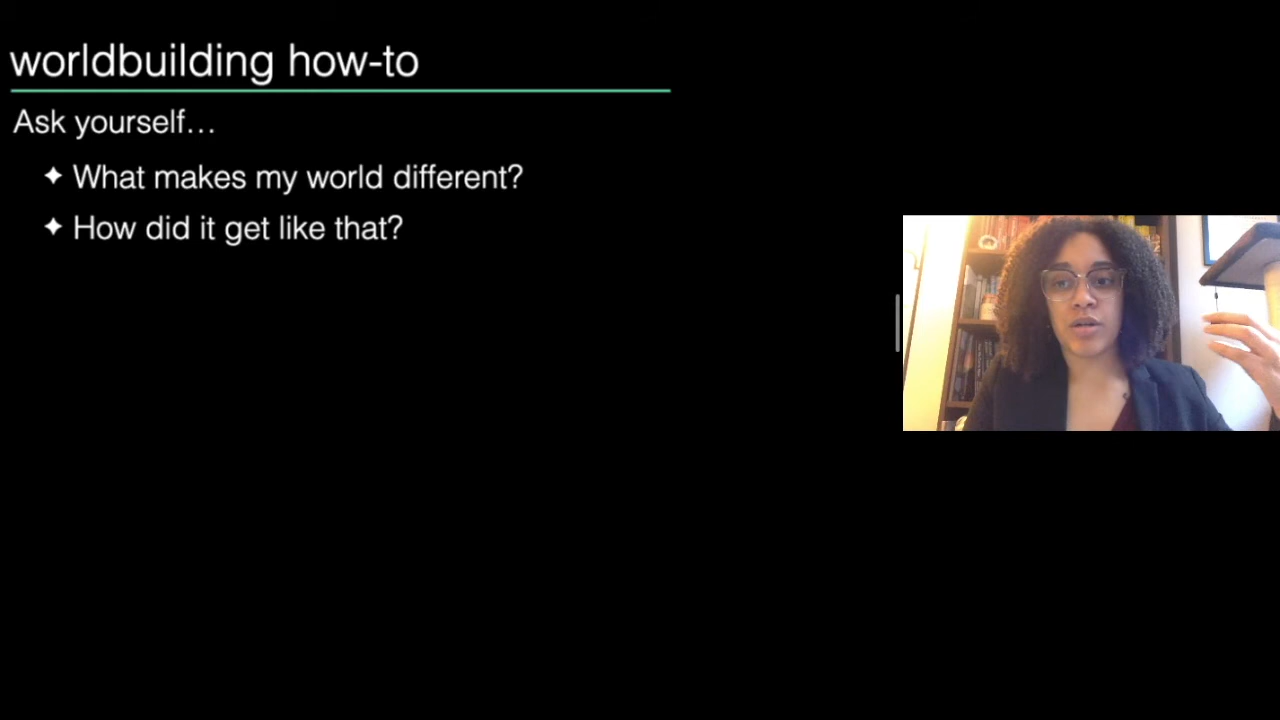 worldbuilding how-to
Ask yourself…
✦ What makes my world different?
✦ How did it get like that?